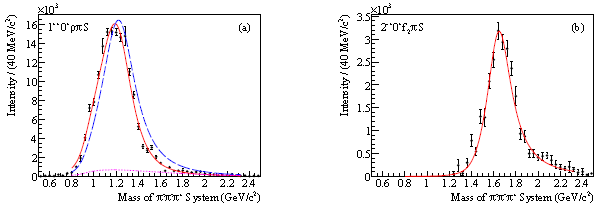 ×10³
1⁺⁺0⁺ρπS
(a)
Intensity / (40 MeV/c²)
16
14
12
10
8
6
4
2
0
0.6 0.8 1 1.2 1.4 1.6 1.8 2 2.2 2.4
Mass of π⁻π⁻π⁺ System (GeV/c²)
×10³
2⁻⁺0⁺f₂πS
(b)
Intensity / (40 MeV/c²)
3.5
3
2.5
2
1.5
1
0.5
0
0.6 0.8 1 1.2 1.4 1.6 1.8 2 2.2 2.4
Mass of π⁻π⁻π⁺ System (GeV/c²)